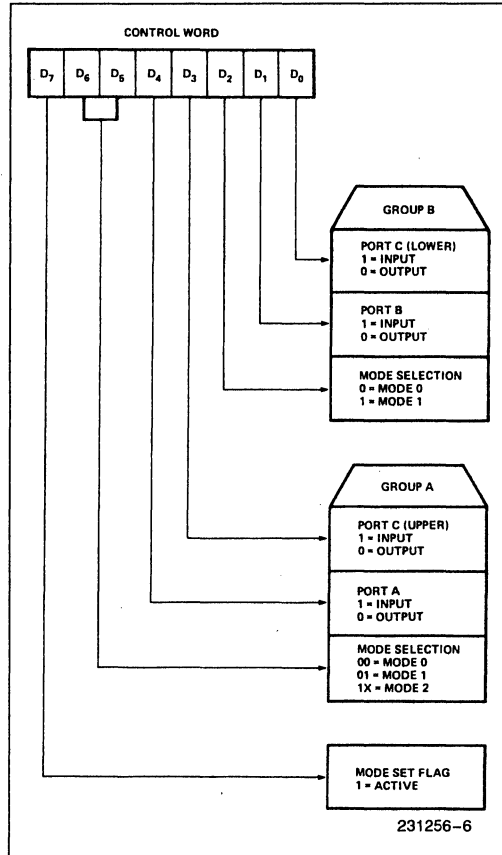 CONTROL WORD
D7 D6 D5 D4 D3 D2 D1 D0
GROUP B
PORT C (LOWER)
1 = INPUT
0 = OUTPUT
PORT B
1 = INPUT
0 = OUTPUT
MODE SELECTION
0 = MODE 0
1 = MODE 1
GROUP A
PORT C (UPPER)
1 = INPUT
0 = OUTPUT
PORT A
1 = INPUT
0 = OUTPUT
MODE SELECTION
00 = MODE 0
01 = MODE 1
1X = MODE 2
MODE SET FLAG
1 = ACTIVE
231256-6